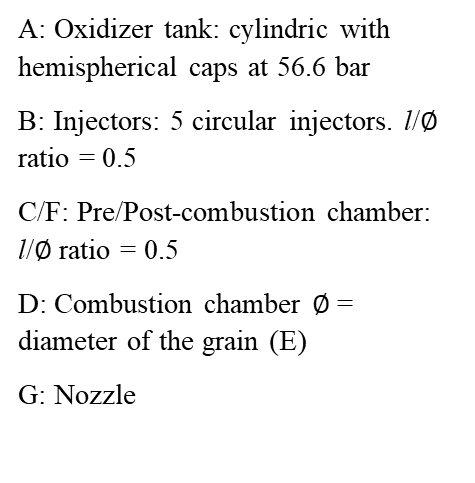 A: Oxidizer tank: cylindric with
hemispherical caps at 56.6 bar
B: Injectors: 5 circular injectors. l/Ø
ratio = 0.5
C/F: Pre/Post-combustion chamber:
l/Ø ratio = 0.5
D: Combustion chamber Ø =
diameter of the grain (E)
G: Nozzle